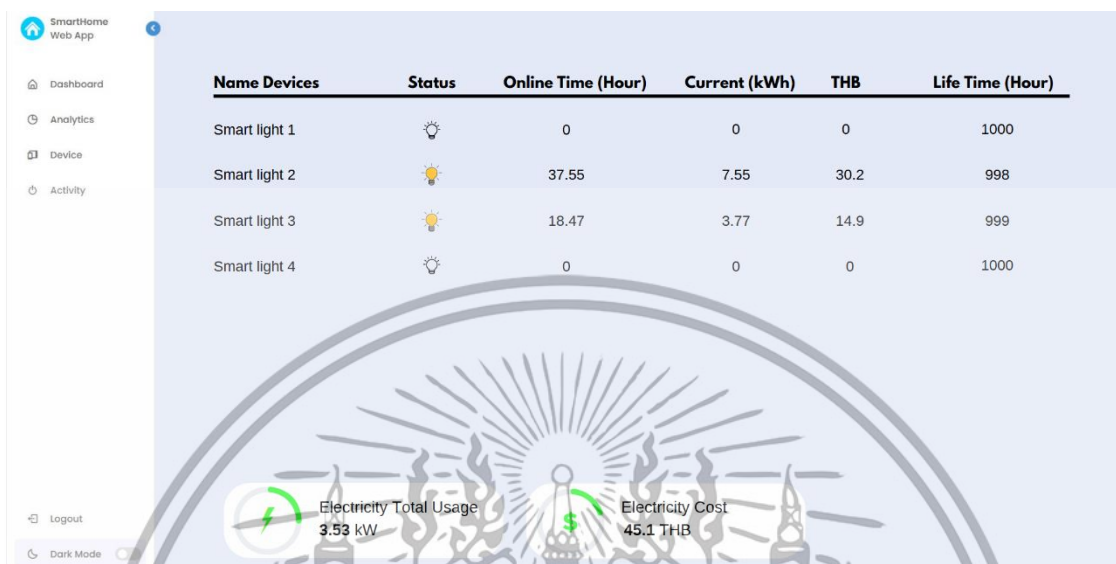 SmartHome
Web App
Dashboard
Analytics
Device
Activity
Logout
Dark Mode
Name Devices Status Online Time (Hour) Current (kWh) THB Life Time (Hour)
Smart light 1 0 0 0 1000
Smart light 2 37.55 7.55 30.2 998
Smart light 3 18.47 3.77 14.9 999
Smart light 4 0 0 0 1000
Electricity Total Usage
3.53 kW
$
Electricity Cost
45.1 THB